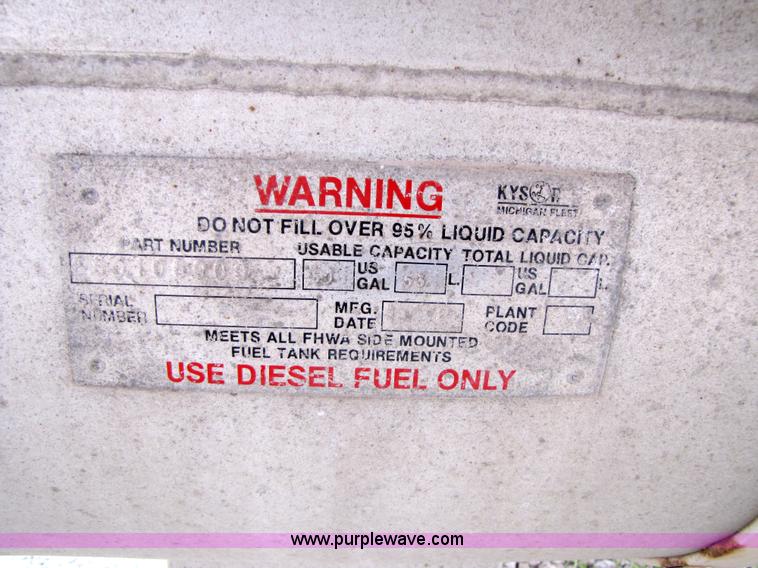 WARNING
KYSOR
MICHIGAN FLEET
DO NOT FILL OVER 95% LIQUID CAPACITY
PART NUMBER USABLE CAPACITY TOTAL LIQUID CAP.
US GAL L. US GAL L.
SERIAL NUMBER MFG. DATE PLANT CODE
MEETS ALL FHWA SIDE MOUNTED
FUEL TANK REQUIREMENTS
USE DIESEL FUEL ONLY
www.purplewave.com